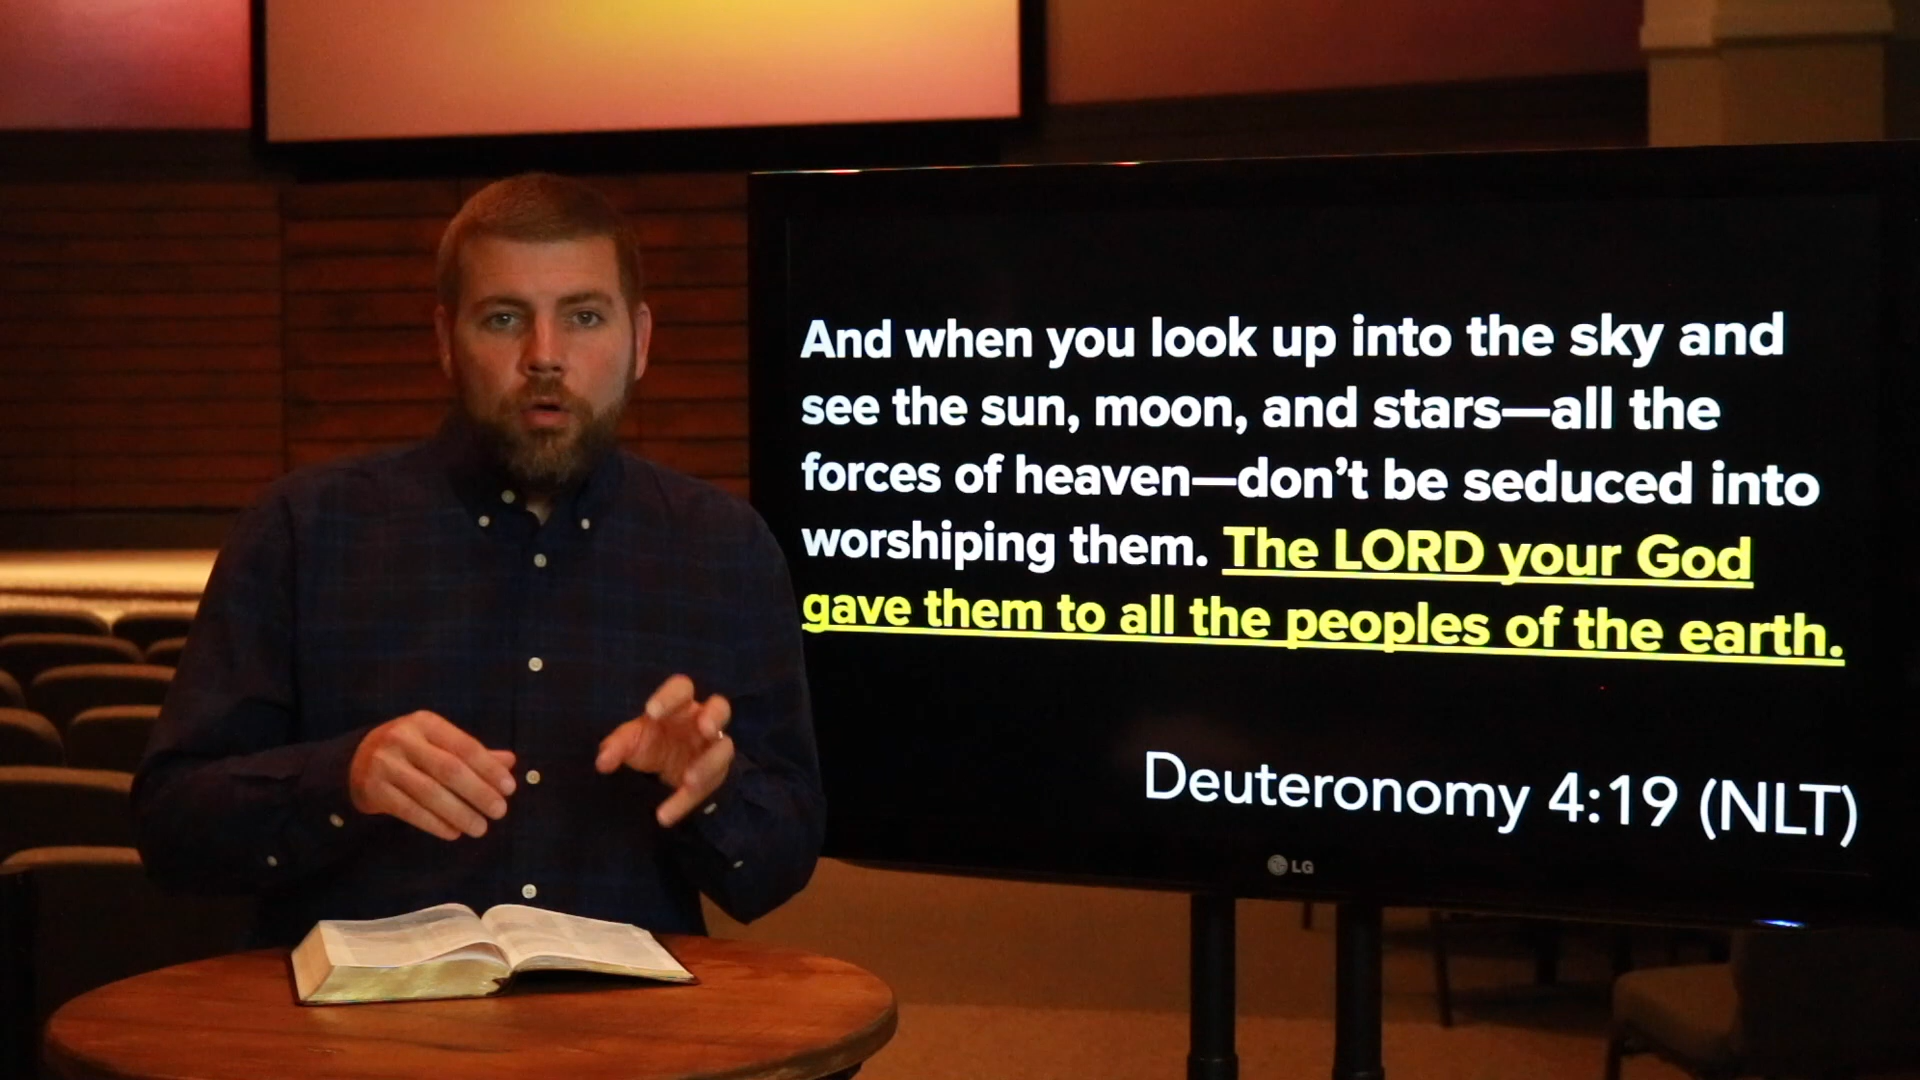 And when you look up into the sky and
see the sun, moon, and stars—all the
forces of heaven—don’t be seduced into
worshiping them. The LORD your God
gave them to all the peoples of the earth.
Deuteronomy 4:19 (NLT)
LG